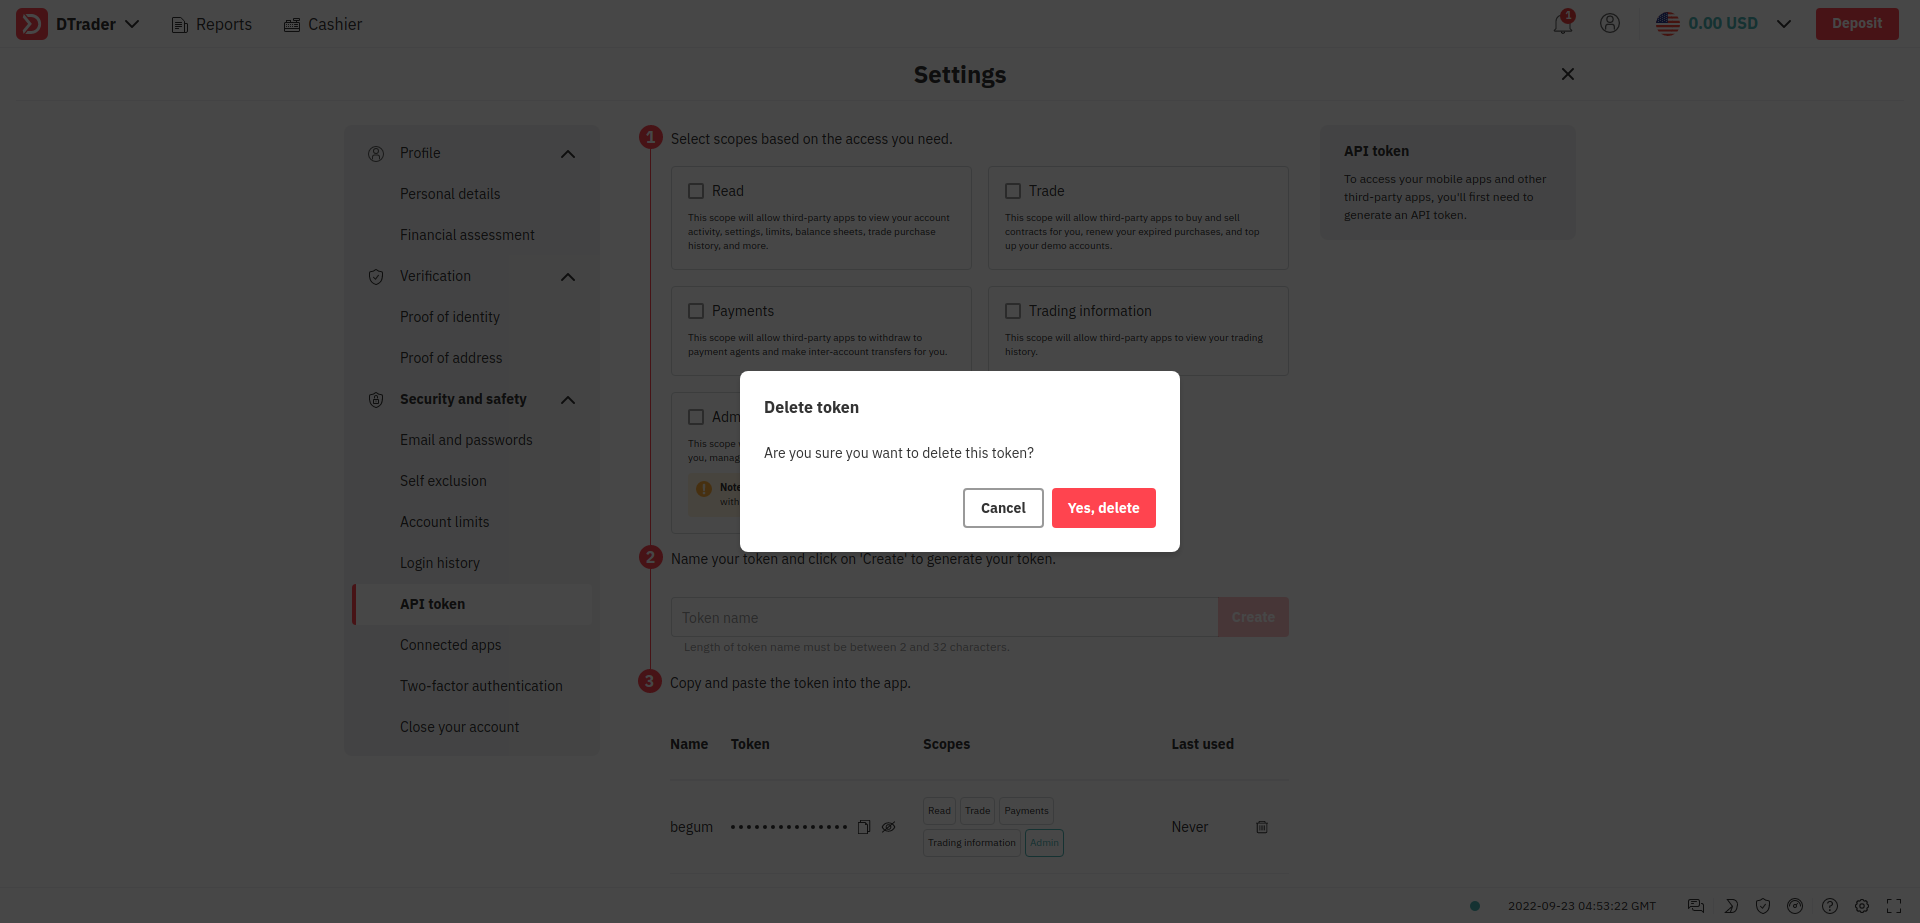 DTrader
Reports
Cashier
1
0.00 USD
Deposit
Settings
Profile
Personal details
Financial assessment
Verification
Proof of identity
Proof of address
Security and safety
Email and passwords
Self exclusion
Account limits
Login history
API token
Connected apps
Two-factor authentication
Close your account
1 Select scopes based on the access you need.
Read
This scope will allow third-party apps to view your account
activity, settings, limits, balance sheets, trade purchase
history, and more.
Trade
This scope will allow third-party apps to buy and sell
contracts for you, renew your expired purchases, and top
up your demo accounts.
Payments
This scope will allow third-party apps to withdraw to
payment agents and make inter-account transfers for you.
Trading information
This scope will allow third-party apps to view your trading
history.
Adm
This scope
you, manag
Note
with
Delete token
Are you sure you want to delete this token?
Cancel
Yes, delete
2 Name your token and click on 'Create' to generate your token.
Token name
Create
Length of token name must be between 2 and 32 characters.
3 Copy and paste the token into the app.
Name Token Scopes Last used
begum
Read Trade Payments
Trading information Admin
Never
API token
To access your mobile apps and other
third-party apps, you'll first need to
generate an API token.
2022-09-23 04:53:22 GMT